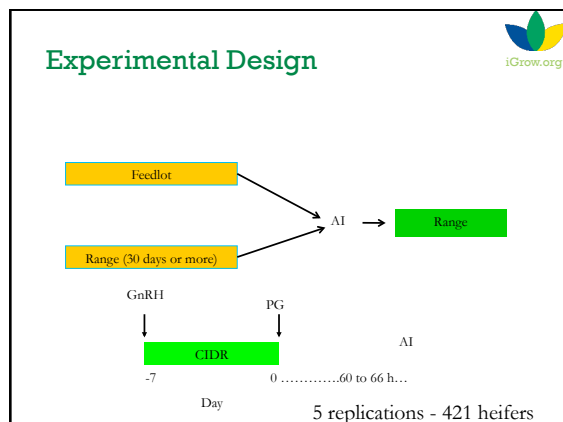 Experimental Design
iGrow.org
Feedlot
AI
Range
Range (30 days or more)
GnRH
PG
AI
CIDR
-7
0 .............60 to 66 h...
Day
5 replications - 421 heifers